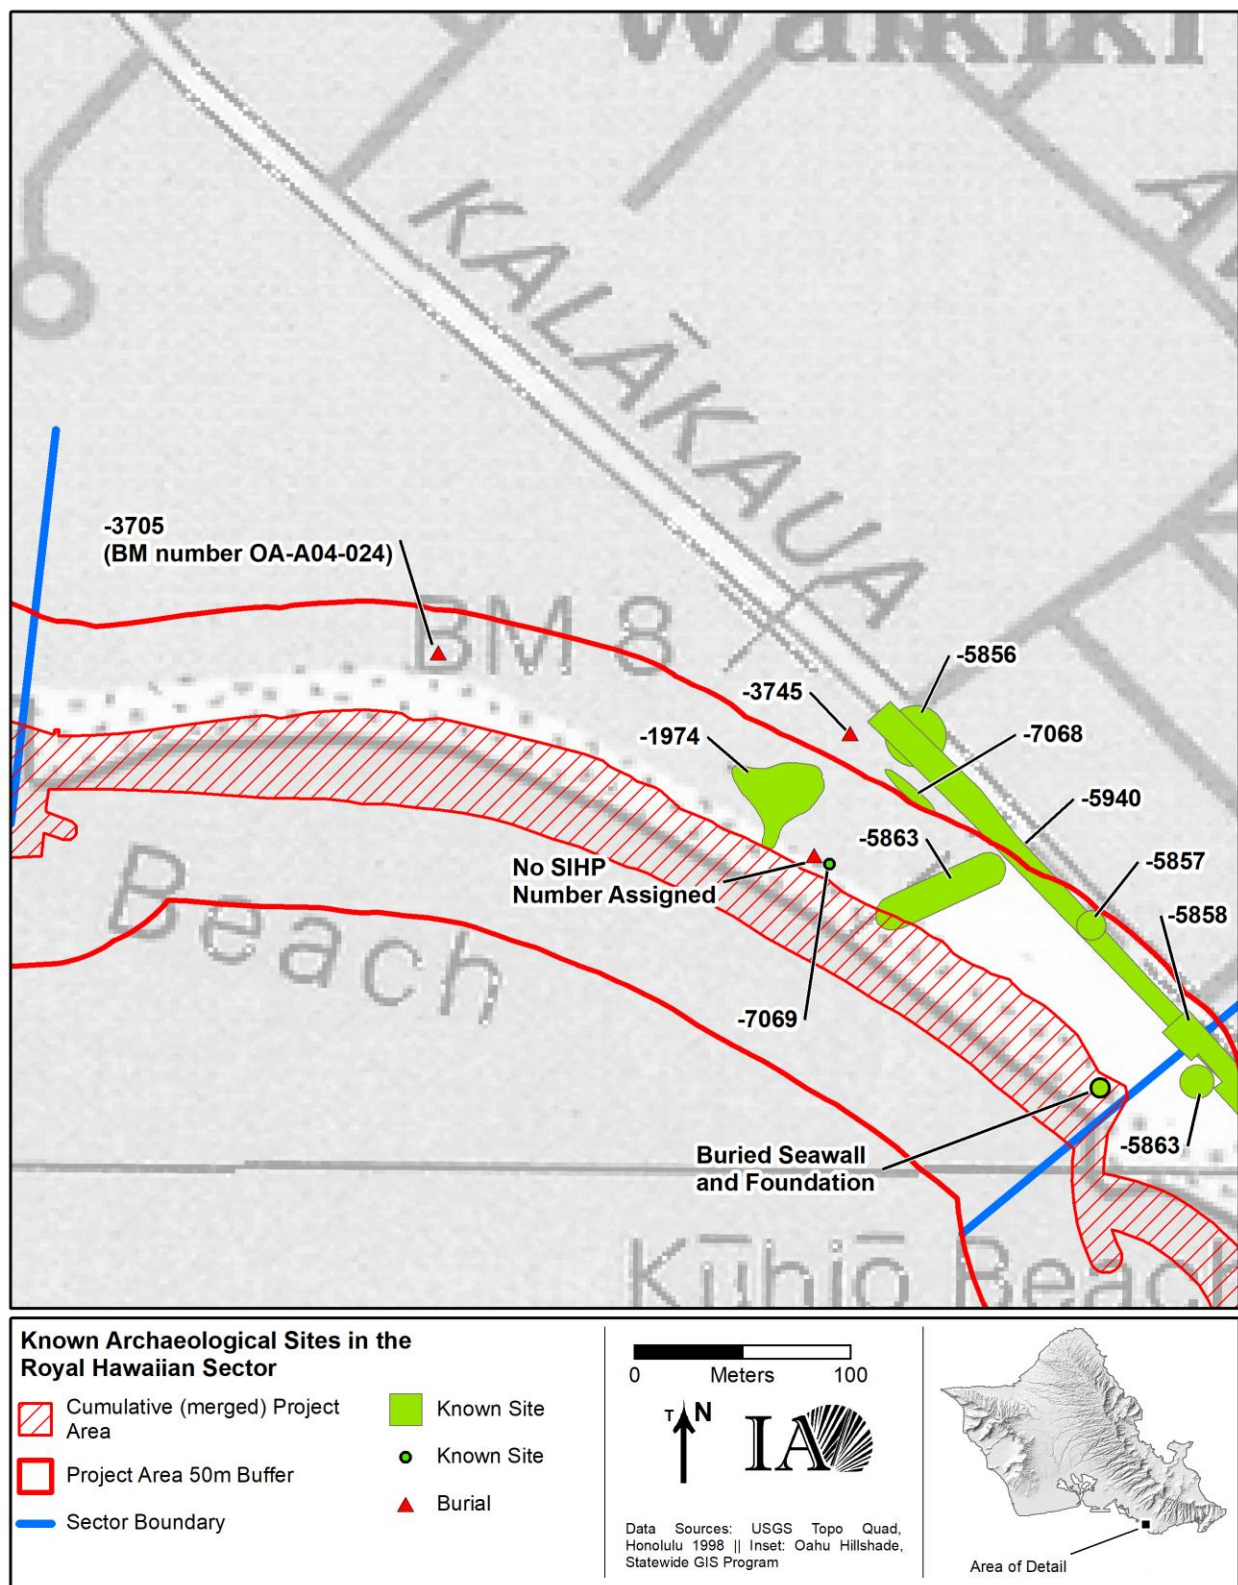 Waikīkī
KALĀKAUA
-3705
(BM number OA-A04-024)
BM 8
-5856
-3745
-7068
-1974
-5940
-5863
-5857
No SIHP
Number Assigned
-5858
Beach
-7069
Buried Seawall
and Foundation
-5863
Kūhiō Beach
Known Archaeological Sites in the
Royal Hawaiian Sector
Cumulative (merged) Project
Area
Project Area 50m Buffer
Sector Boundary
Known Site
Known Site
Burial
0 Meters 100
T N
IA
Data Sources: USGS Topo Quad,
Honolulu 1998 || Inset: Oahu Hillshade,
Statewide GIS Program
Area of Detail